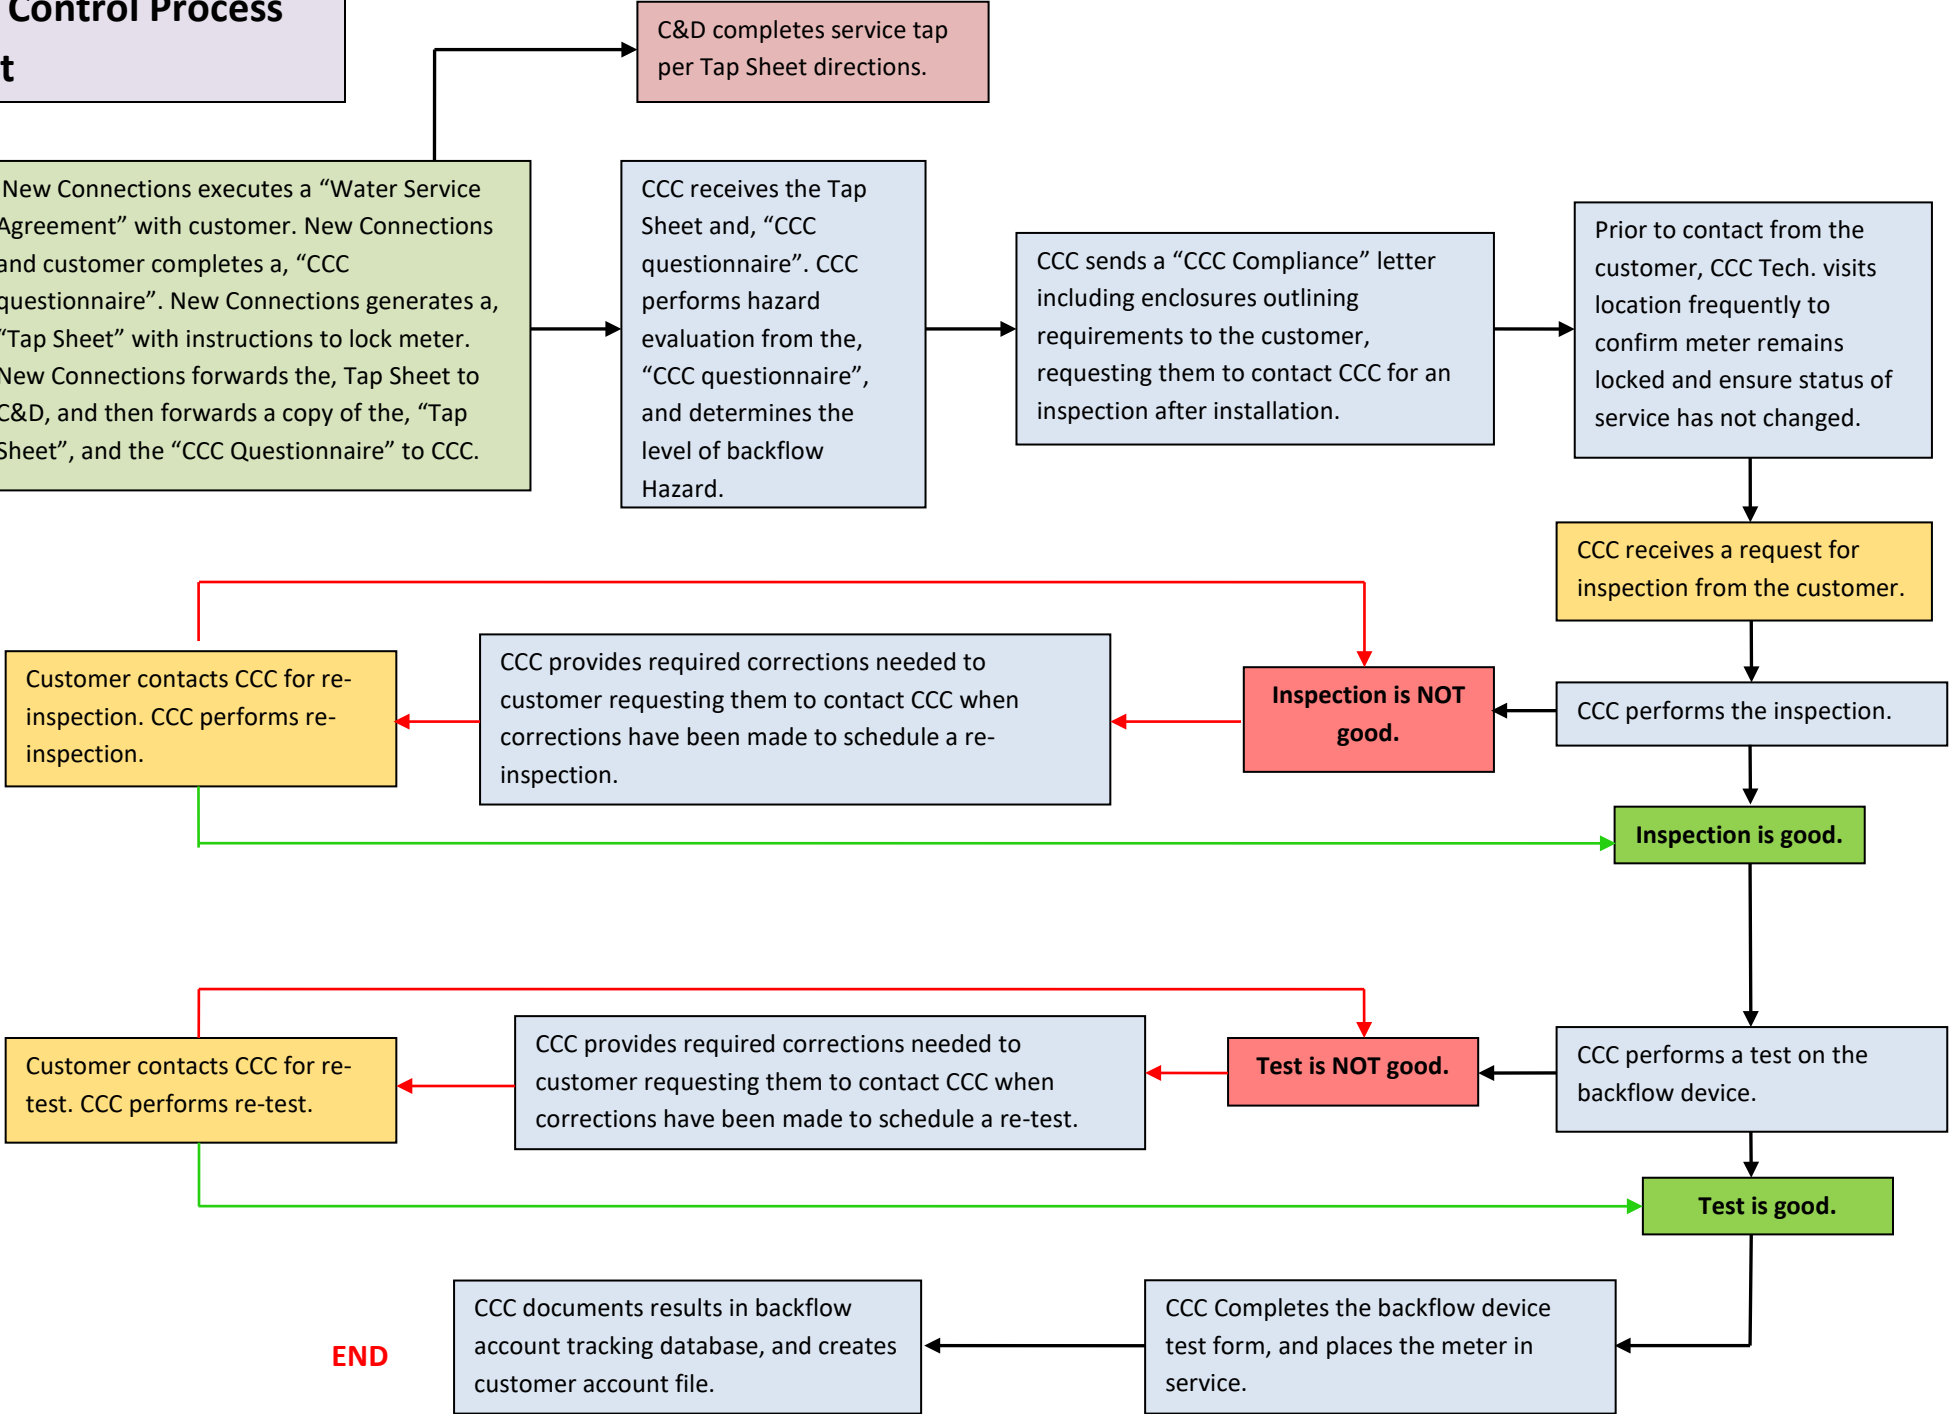 Control Process
t
C&D completes service tap
per Tap Sheet directions.
New Connections executes a “Water Service
Agreement” with customer. New Connections
and customer completes a, “CCC
questionnaire”. New Connections generates a,
“Tap Sheet” with instructions to lock meter.
New Connections forwards the, Tap Sheet to
C&D, and then forwards a copy of the, “Tap
Sheet”, and the “CCC Questionnaire” to CCC.
CCC receives the Tap
Sheet and, “CCC
questionnaire”. CCC
performs hazard
evaluation from the,
“CCC questionnaire”,
and determines the
level of backflow
Hazard.
CCC sends a “CCC Compliance” letter
including enclosures outlining
requirements to the customer,
requesting them to contact CCC for an
inspection after installation.
Prior to contact from the
customer, CCC Tech. visits
location frequently to
confirm meter remains
locked and ensure status of
service has not changed.
CCC receives a request for
inspection from the customer.
CCC performs the inspection.
Inspection is NOT
good.
CCC provides required corrections needed to
customer requesting them to contact CCC when
corrections have been made to schedule a re-
inspection.
Customer contacts CCC for re-
inspection. CCC performs re-
inspection.
Inspection is good.
CCC performs a test on the
backflow device.
Test is NOT good.
CCC provides required corrections needed to
customer requesting them to contact CCC when
corrections have been made to schedule a re-test.
Customer contacts CCC for re-
test. CCC performs re-test.
Test is good.
CCC Completes the backflow device
test form, and places the meter in
service.
CCC documents results in backflow
account tracking database, and creates
customer account file.
END